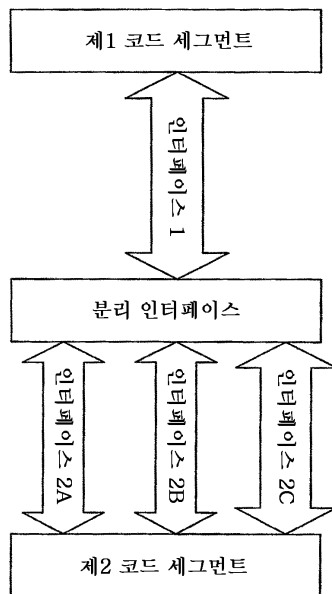 제1 코드 세그먼트
인터페이스 1
분리 인터페이스
인터페이스 2A
인터페이스 2B
인터페이스 2C
제2 코드 세그먼트